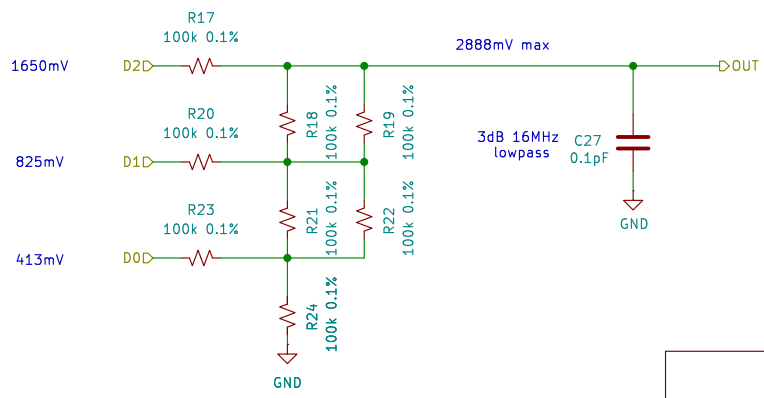 R17
100k 0.1%
2888mV max
1650mV
D2
OUT
R18
100k 0.1%
R19
100k 0.1%
R20
100k 0.1%
3dB 16MHz
lowpass
C27
0.1pF
825mV
D1
R21
100k 0.1%
R22
100k 0.1%
R23
100k 0.1%
GND
413mV
D0
R24
100k 0.1%
GND